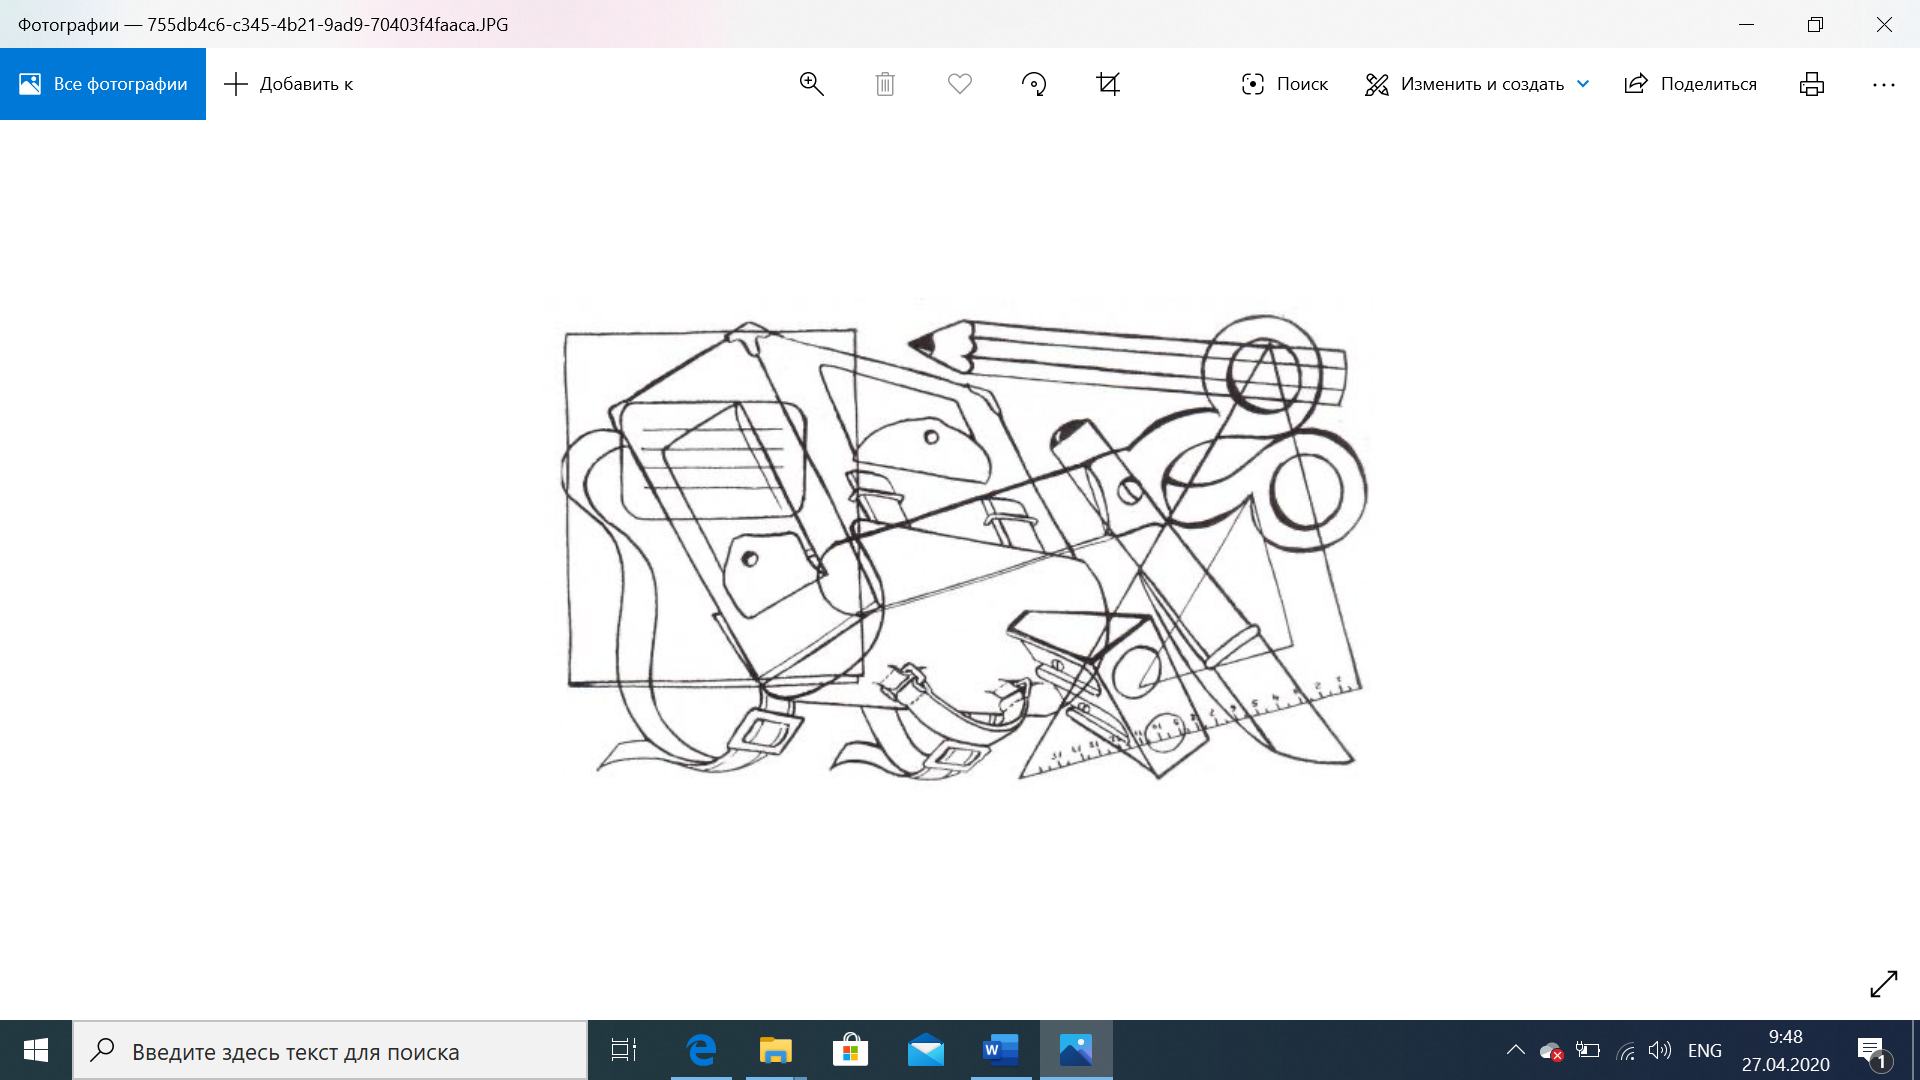 Фотографии — 755db4c6-c345-4b21-9ad9-70403f4faaca.JPG
Все фотографии
Добавить к
Поиск
Изменить и создать
Поделиться
Введите здесь текст для поиска
ENG
9:48
27.04.2020
1